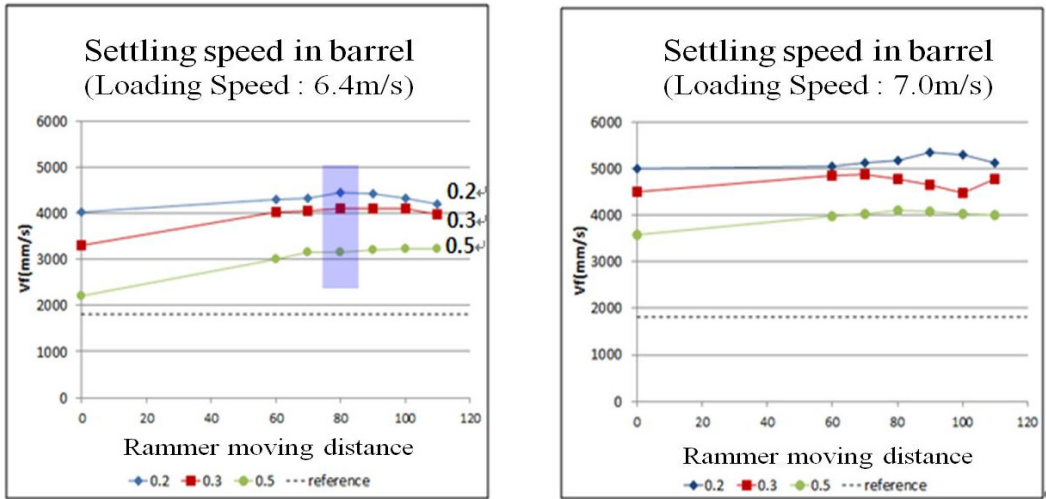 Settling speed in barrel
(Loading Speed : 6.4m/s)
6000
5000
4000
3000
2000
1000
0
Vf(mm/s)
0.2↵
0.3↵
0.5↵
0 20 40 60 80 100 120
Rammer moving distance
0.2 0.3 0.5 reference
Settling speed in barrel
(Loading Speed : 7.0m/s)
6000
5000
4000
3000
2000
1000
0
Vf(mm/s)
0 20 40 60 80 100 120
Rammer moving distance
0.2 0.3 0.5 reference